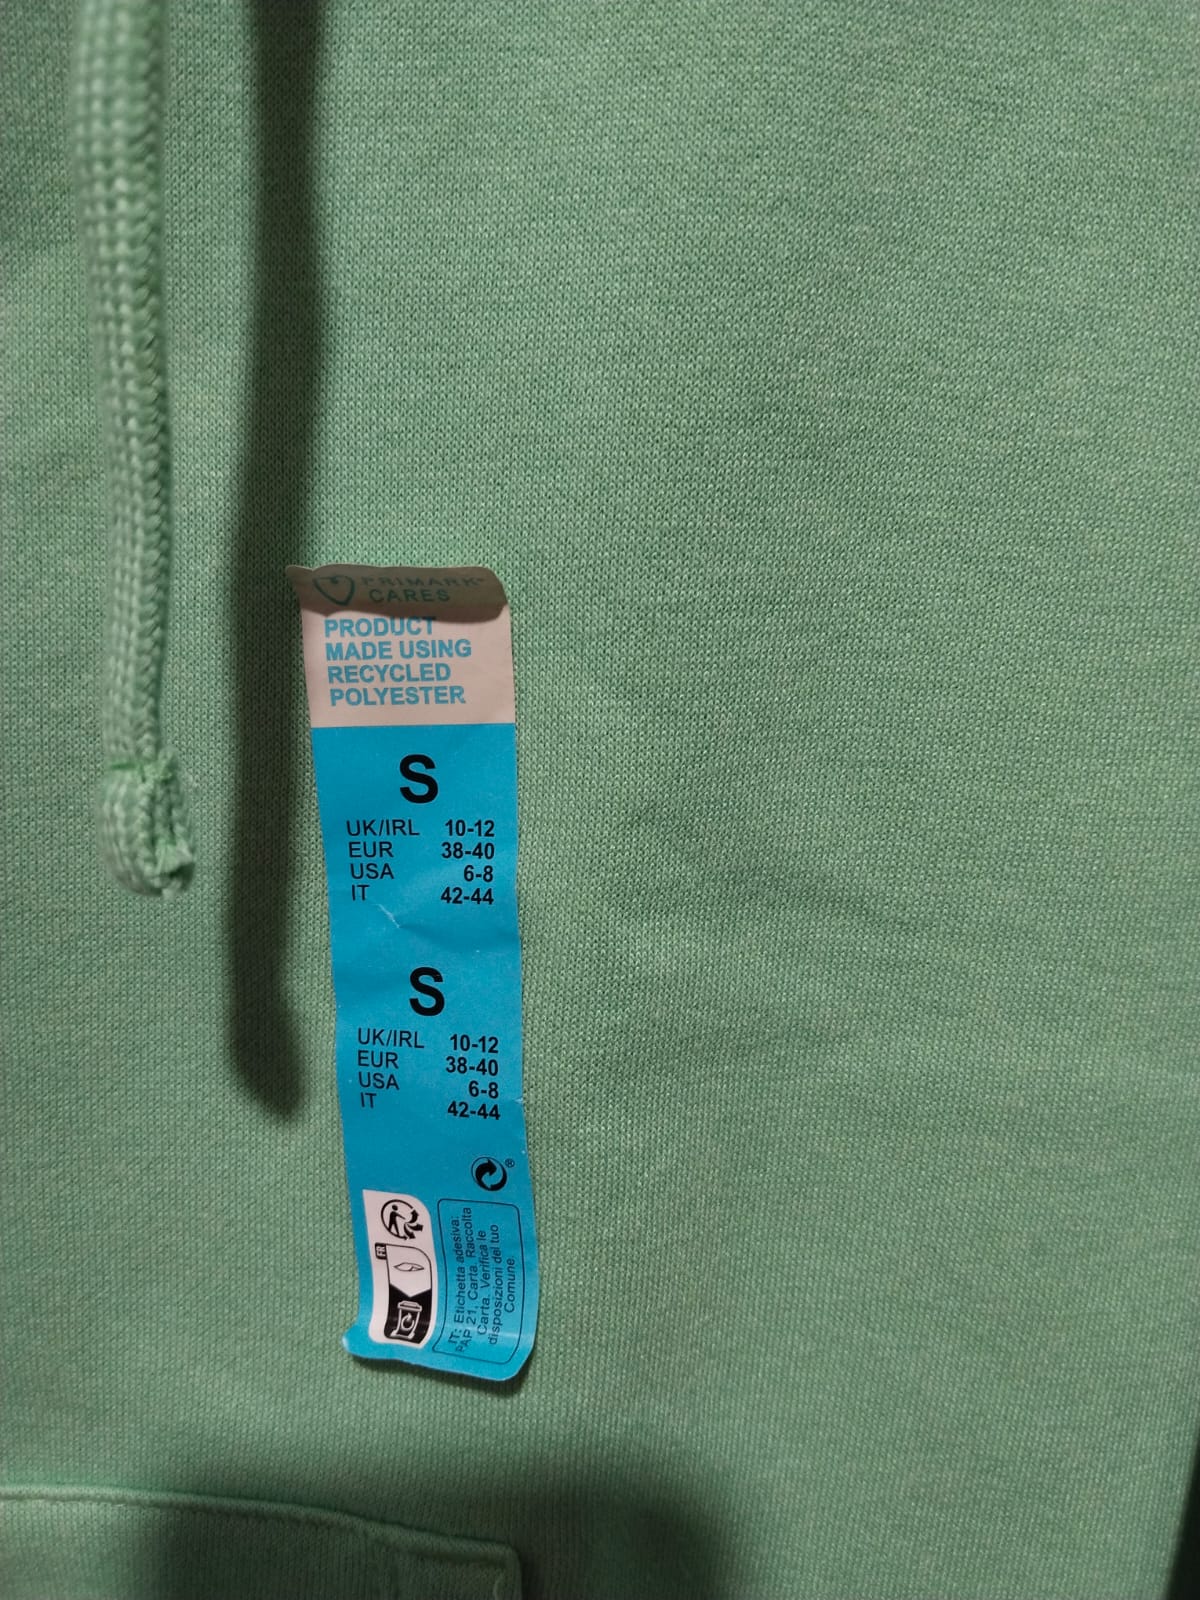 PRIMARK™
CARES
PRODUCT
MADE USING
RECYCLED
POLYESTER
S
UK/IRL 10-12
EUR 38-40
USA 6-8
IT 42-44
S
UK/IRL 10-12
EUR 38-40
USA 6-8
IT 42-44
®
FR
IT: Etichetta adesiva:
PAP 21, Carta. Raccolta
Carta. Verifica le
disposizioni del tuo
Comune.